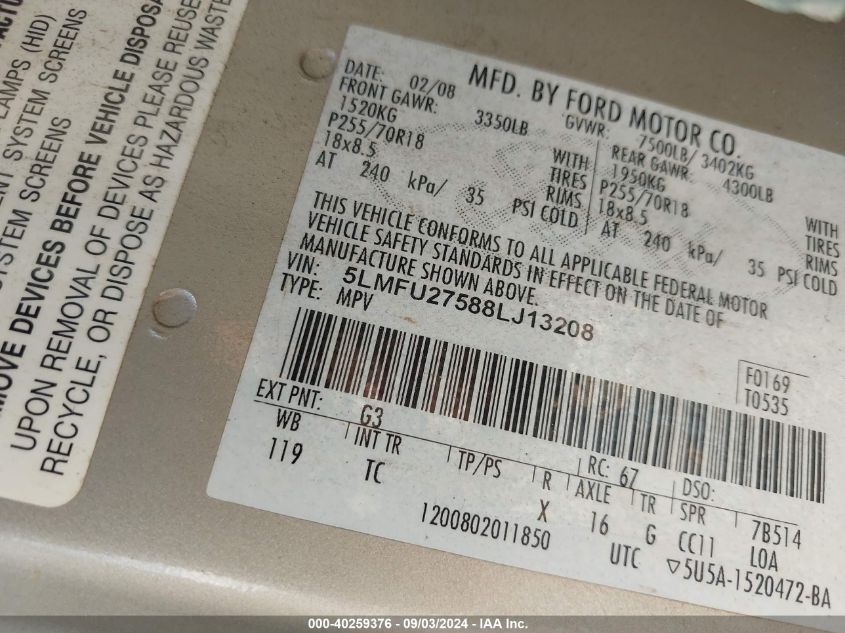 LAMPS (HID)
SYSTEM SCREENS
SYSTEM SCREENS
MOVE DEVICES BEFORE VEHICLE DISPOSA
UPON REMOVAL OF DEVICES PLEASE REUSE
RECYCLE, OR DISPOSE AS HAZARDOUS WASTE
MFD. BY FORD MOTOR CO.
DATE: 02/08 GVWR: 7500LB/ 3402KG
FRONT GAWR: 3350LB REAR GAWR: 4300LB
1520KG WITH 1950KG WITH
P255/70R18 TIRES P255/70R18 TIRES
18x8.5 RIMS 18x8.5 RIMS
AT 240 kPa/ 35 PSI COLD AT 240 kPa/ 35 PSI COLD
THIS VEHICLE CONFORMS TO ALL APPLICABLE FEDERAL MOTOR
VEHICLE SAFETY STANDARDS IN EFFECT ON THE DATE OF
MANUFACTURE SHOWN ABOVE.
VIN: 5LMFU27588LJ13208
TYPE: MPV
F0169
T0535
EXT PNT: G3 RC: 67 DSO:
WB INT TR TP/PS R AXLE TR SPR 7B514
119 TC X 16 G CC11 LOA
1200802011850 UTC ▽5U5A-1520472-BA
000-40259376 - 09/03/2024 - IAA Inc.